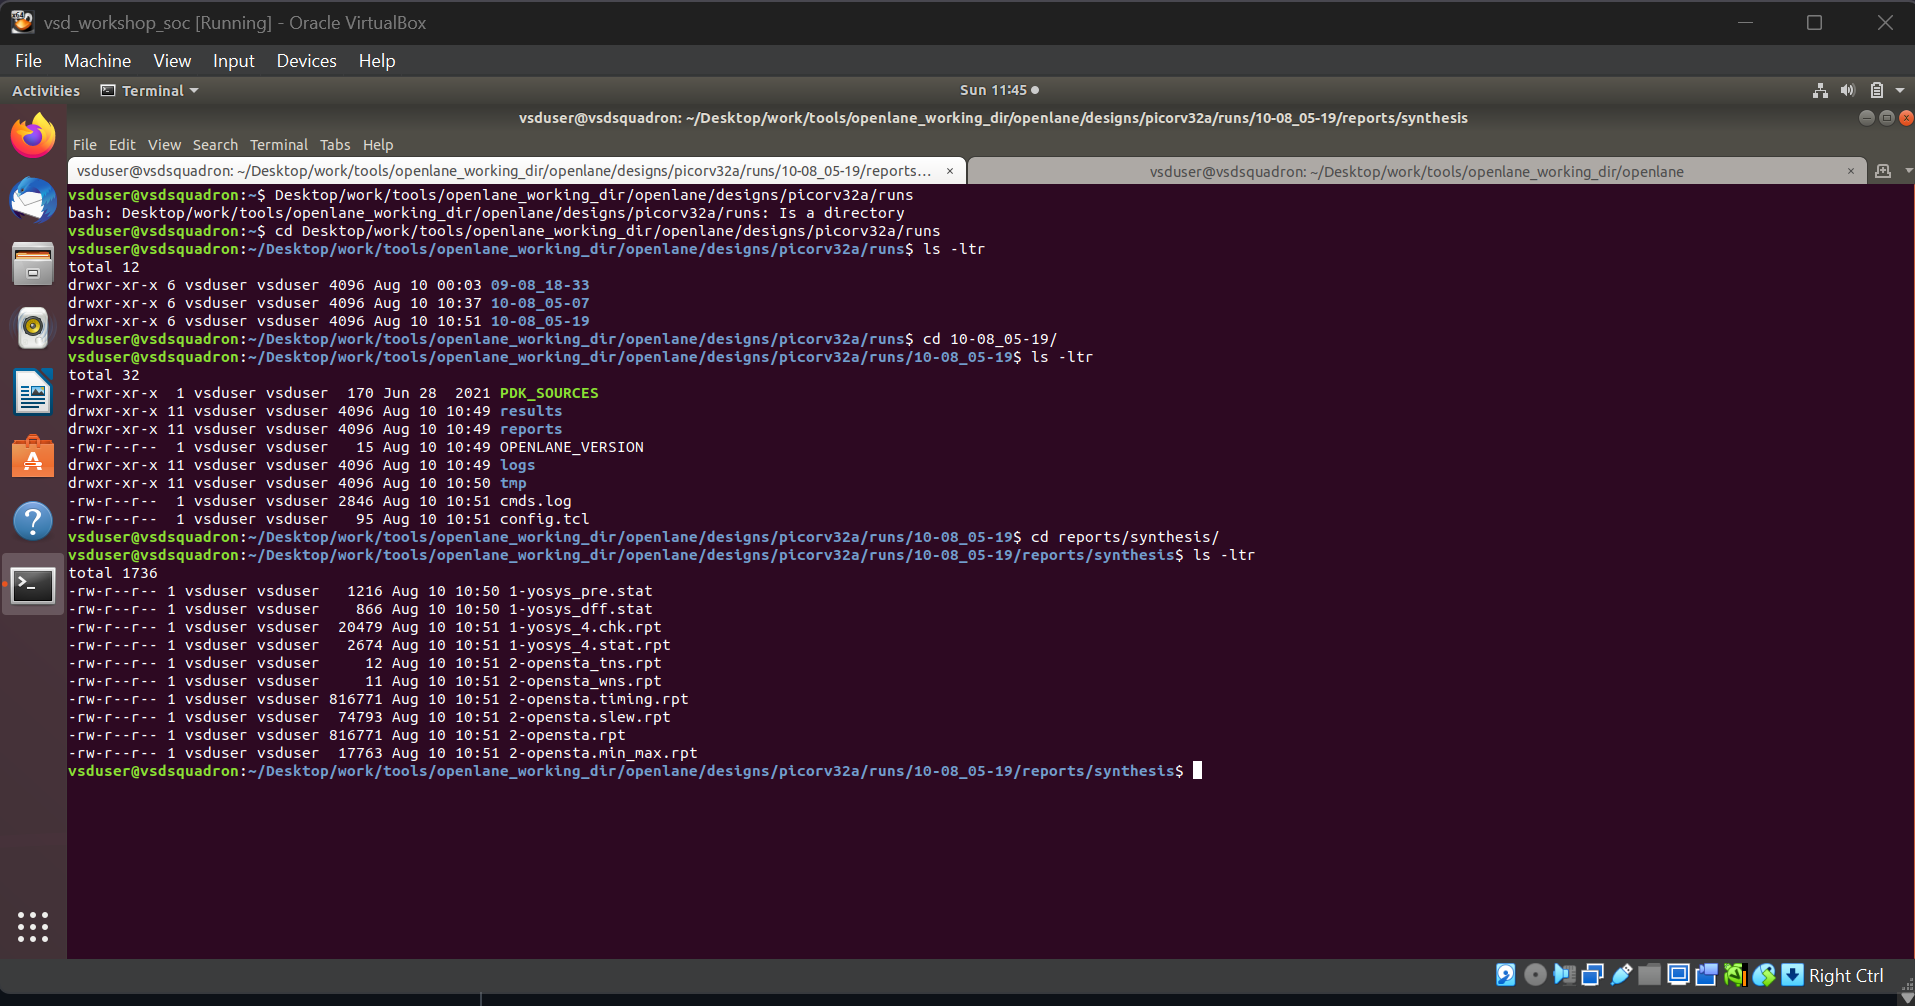 vsd_workshop_soc [Running] - Oracle VirtualBox
File Machine View Input Devices Help
Activities Terminal Sun 11:45
vsduser@vsdsquadron: ~/Desktop/work/tools/openlane_working_dir/openlane/designs/picorv32a/runs/10-08_05-19/reports/synthesis
File Edit View Search Terminal Tabs Help
vsduser@vsdsquadron: ~/Desktop/work/tools/openlane_working_dir/openlane/designs/picorv32a/runs/10-08_05-19/reports... × vsduser@vsdsquadron: ~/Desktop/work/tools/openlane_working_dir/openlane ×
vsduser@vsdsquadron:~$ Desktop/work/tools/openlane_working_dir/openlane/designs/picorv32a/runs
bash: Desktop/work/tools/openlane_working_dir/openlane/designs/picorv32a/runs: Is a directory
vsduser@vsdsquadron:~$ cd Desktop/work/tools/openlane_working_dir/openlane/designs/picorv32a/runs
vsduser@vsdsquadron:~/Desktop/work/tools/openlane_working_dir/openlane/designs/picorv32a/runs$ ls -ltr
total 12
drwxr-xr-x 6 vsduser vsduser 4096 Aug 10 00:03 09-08_18-33
drwxr-xr-x 6 vsduser vsduser 4096 Aug 10 10:37 10-08_05-07
drwxr-xr-x 6 vsduser vsduser 4096 Aug 10 10:51 10-08_05-19
vsduser@vsdsquadron:~/Desktop/work/tools/openlane_working_dir/openlane/designs/picorv32a/runs$ cd 10-08_05-19/
vsduser@vsdsquadron:~/Desktop/work/tools/openlane_working_dir/openlane/designs/picorv32a/runs/10-08_05-19$ ls -ltr
total 32
-rwxr-xr-x  1 vsduser vsduser  170 Jun 28  2021 PDK_SOURCES
drwxr-xr-x 11 vsduser vsduser 4096 Aug 10 10:49 results
drwxr-xr-x 11 vsduser vsduser 4096 Aug 10 10:49 reports
-rw-r--r--  1 vsduser vsduser   15 Aug 10 10:49 OPENLANE_VERSION
drwxr-xr-x 11 vsduser vsduser 4096 Aug 10 10:49 logs
drwxr-xr-x 11 vsduser vsduser 4096 Aug 10 10:50 tmp
-rw-r--r--  1 vsduser vsduser 2846 Aug 10 10:51 cmds.log
-rw-r--r--  1 vsduser vsduser   95 Aug 10 10:51 config.tcl
vsduser@vsdsquadron:~/Desktop/work/tools/openlane_working_dir/openlane/designs/picorv32a/runs/10-08_05-19$ cd reports/synthesis/
vsduser@vsdsquadron:~/Desktop/work/tools/openlane_working_dir/openlane/designs/picorv32a/runs/10-08_05-19/reports/synthesis$ ls -ltr
total 1736
-rw-r--r-- 1 vsduser vsduser   1216 Aug 10 10:50 1-yosys_pre.stat
-rw-r--r-- 1 vsduser vsduser    866 Aug 10 10:50 1-yosys_dff.stat
-rw-r--r-- 1 vsduser vsduser  20479 Aug 10 10:51 1-yosys_4.chk.rpt
-rw-r--r-- 1 vsduser vsduser   2674 Aug 10 10:51 1-yosys_4.stat.rpt
-rw-r--r-- 1 vsduser vsduser     12 Aug 10 10:51 2-opensta_tns.rpt
-rw-r--r-- 1 vsduser vsduser     11 Aug 10 10:51 2-opensta_wns.rpt
-rw-r--r-- 1 vsduser vsduser 816771 Aug 10 10:51 2-opensta.timing.rpt
-rw-r--r-- 1 vsduser vsduser  74793 Aug 10 10:51 2-opensta.slew.rpt
-rw-r--r-- 1 vsduser vsduser 816771 Aug 10 10:51 2-opensta.rpt
-rw-r--r-- 1 vsduser vsduser  17763 Aug 10 10:51 2-opensta.min_max.rpt
vsduser@vsdsquadron:~/Desktop/work/tools/openlane_working_dir/openlane/designs/picorv32a/runs/10-08_05-19/reports/synthesis$
Right Ctrl